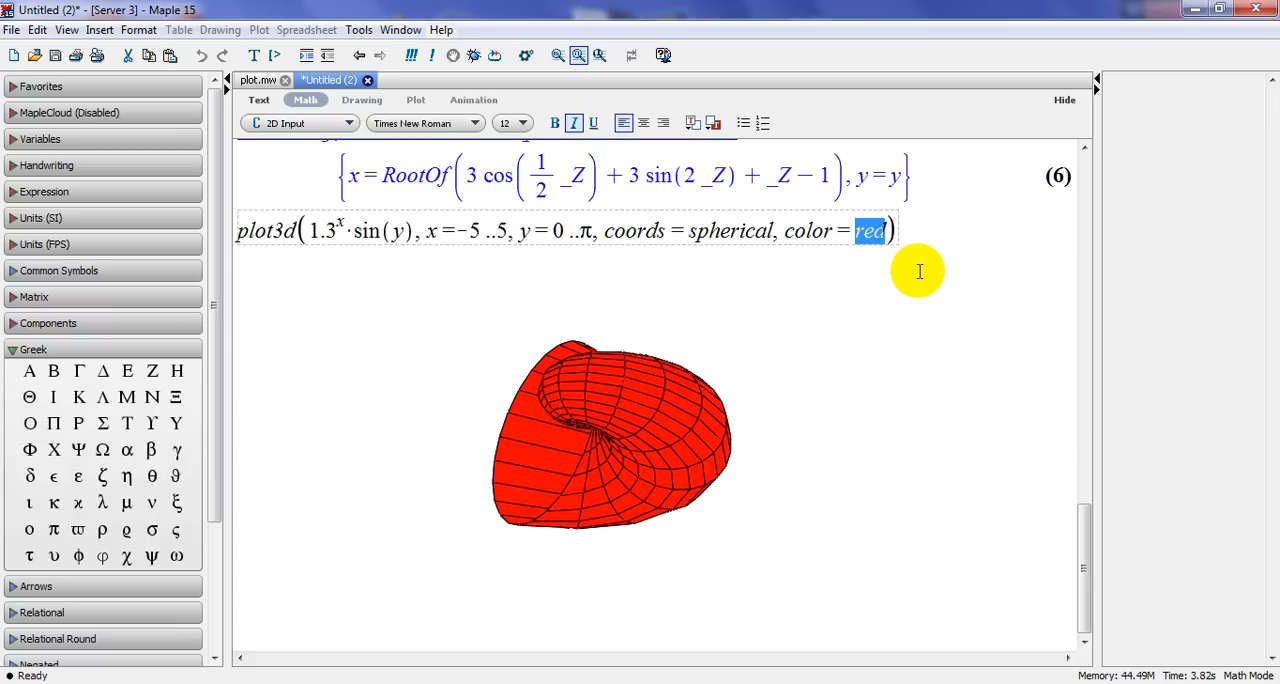 Untitled (2)* - [Server 3] - Maple 15
File Edit View Insert Format Table Drawing Plot Spreadsheet Tools Window Help
plot.mw *Untitled (2)
Text Math Drawing Plot Animation Hide
C 2D Input Times New Roman 12 B I U
Favorites
MapleCloud (Disabled)
Variables
Handwriting
Expression
Units (SI)
Units (FPS)
Common Symbols
Matrix
Components
Greek
Α Β Γ Δ Ε Ζ Η
Θ Ι Κ Λ Μ Ν Ξ
Ο Π Ρ Σ Τ Υ Υ
Φ Χ Ψ Ω α β γ
δ ϵ ε ζ η θ ϑ
ι κ ϰ λ μ ν ξ
ο π ϖ ρ ϱ σ ς
τ υ ϕ φ χ ψ ω
Arrows
Relational
Relational Round
Negated
{x = RootOf(3 cos(1/2 _Z) + 3 sin(2 _Z) + _Z − 1), y = y} (6)
plot3d(1.3^x·sin(y), x =−5 ..5, y = 0 ..π, coords = spherical, color = red)
Ready Memory: 44.49M Time: 3.82s Math Mode